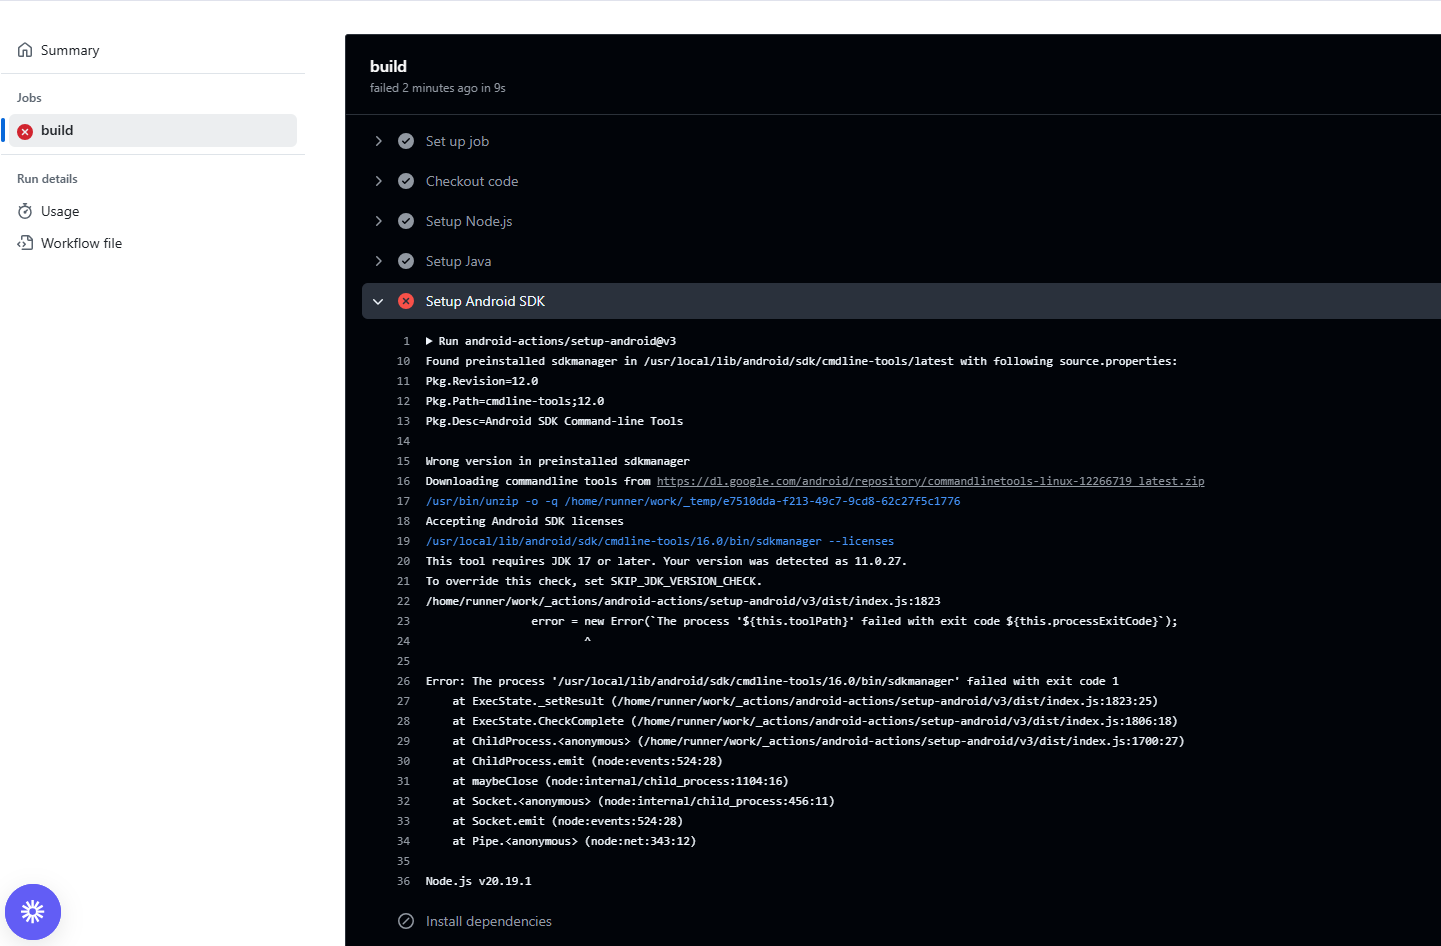 Summary
Jobs
build
Run details
Usage
Workflow file
build
failed 2 minutes ago in 9s
Set up job
Checkout code
Setup Node.js
Setup Java
Setup Android SDK
1 Run android-actions/setup-android@v3
10 Found preinstalled sdkmanager in /usr/local/lib/android/sdk/cmdline-tools/latest with following source.properties:
11 Pkg.Revision=12.0
12 Pkg.Path=cmdline-tools;12.0
13 Pkg.Desc=Android SDK Command-line Tools
14
15 Wrong version in preinstalled sdkmanager
16 Downloading commandline tools from https://dl.google.com/android/repository/commandlinetools-linux-12266719_latest.zip
17 /usr/bin/unzip -o -q /home/runner/work/_temp/e7510dda-f213-49c7-9cd8-62c27f5c1776
18 Accepting Android SDK licenses
19 /usr/local/lib/android/sdk/cmdline-tools/16.0/bin/sdkmanager --licenses
20 This tool requires JDK 17 or later. Your version was detected as 11.0.27.
21 To override this check, set SKIP_JDK_VERSION_CHECK.
22 /home/runner/work/_actions/android-actions/setup-android/v3/dist/index.js:1823
23 error = new Error(`The process '${this.toolPath}' failed with exit code ${this.processExitCode}`);
24 ^
25
26 Error: The process '/usr/local/lib/android/sdk/cmdline-tools/16.0/bin/sdkmanager' failed with exit code 1
27 at ExecState._setResult (/home/runner/work/_actions/android-actions/setup-android/v3/dist/index.js:1823:25)
28 at ExecState.CheckComplete (/home/runner/work/_actions/android-actions/setup-android/v3/dist/index.js:1806:18)
29 at ChildProcess.<anonymous> (/home/runner/work/_actions/android-actions/setup-android/v3/dist/index.js:1700:27)
30 at ChildProcess.emit (node:events:524:28)
31 at maybeClose (node:internal/child_process:1104:16)
32 at Socket.<anonymous> (node:internal/child_process:456:11)
33 at Socket.emit (node:events:524:28)
34 at Pipe.<anonymous> (node:net:343:12)
35
36 Node.js v20.19.1
Install dependencies